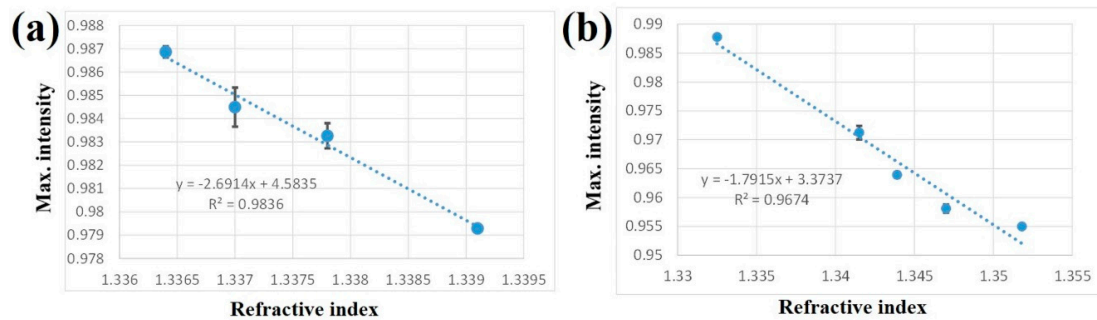 (a)
Max. intensity
0.988
0.987
0.986
0.985
0.984
0.983
0.982
0.981
0.98
0.979
0.978
y = -2.6914x + 4.5835
R² = 0.9836
1.336 1.3365 1.337 1.3375 1.338 1.3385 1.339 1.3395
Refractive index
(b)
Max. intensity
0.99
0.985
0.98
0.975
0.97
0.965
0.96
0.955
0.95
y = -1.7915x + 3.3737
R² = 0.9674
1.33 1.335 1.34 1.345 1.35 1.355
Refractive index